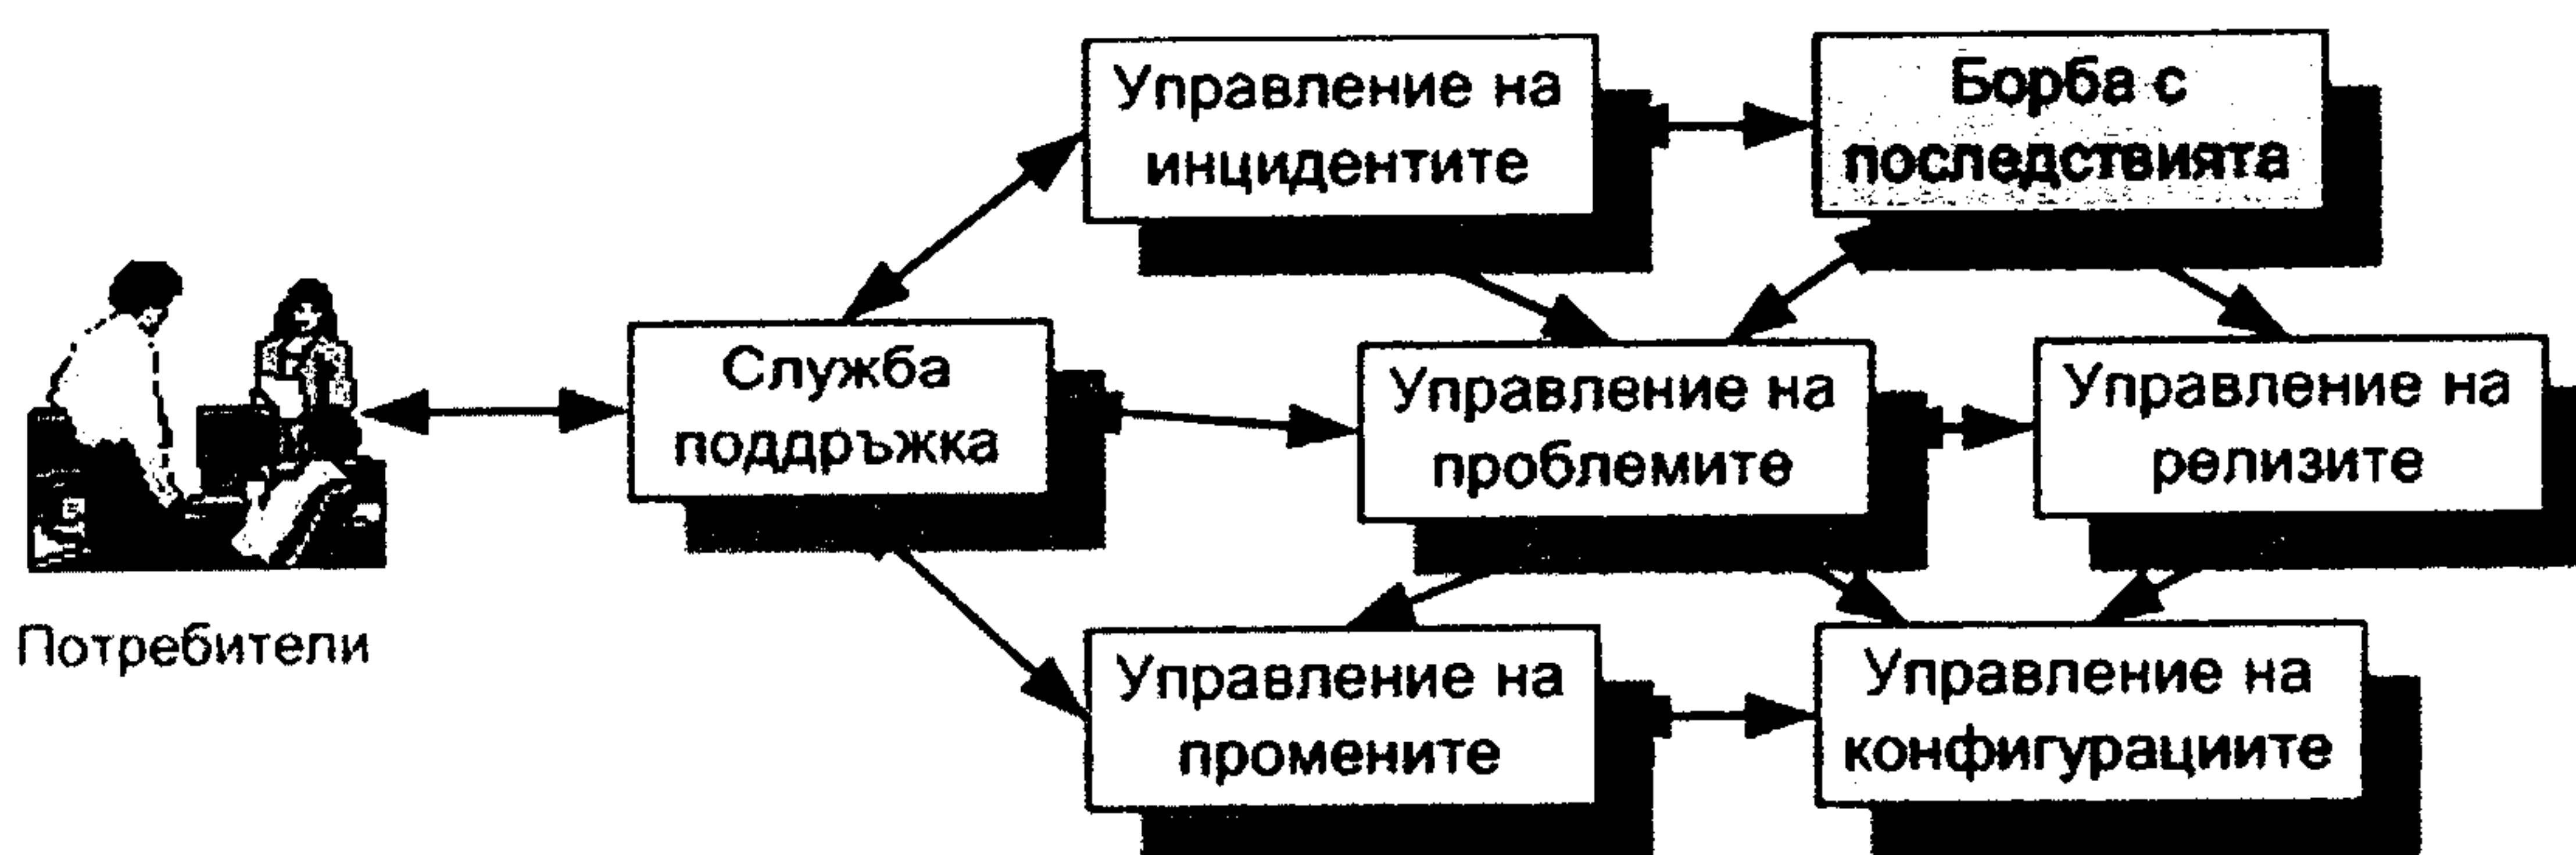 Управление на
инцидентите
Борба с
последствията
Служба
поддръжка
Управление на
проблемите
Управление на
релизите
Потребители
Управление на
промените
Управление на
конфигурациите